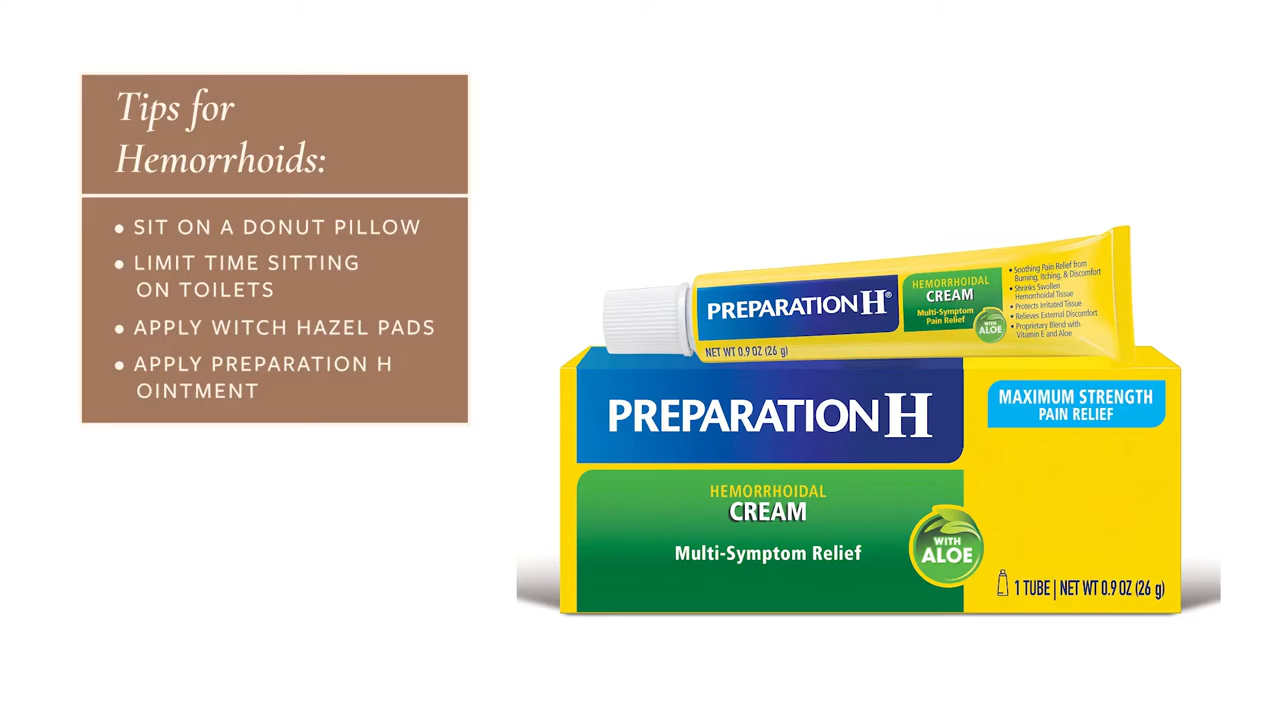 Tips for
Hemorrhoids:
• SIT ON A DONUT PILLOW
• LIMIT TIME SITTING
ON TOILETS
• APPLY WITCH HAZEL PADS
• APPLY PREPARATION H
OINTMENT
PREPARATION H®
HEMORRHOIDAL
CREAM
Multi-Symptom
Pain Relief
WITH
ALOE
• Soothing Pain Relief from
Burning, Itching, & Discomfort
• Shrinks Swollen
Hemorrhoidal Tissue
• Protects Irritated Tissue
• Relieves External Discomfort
• Proprietary Blend with
Vitamin E and Aloe
NET WT 0.9 OZ (26 g)
PREPARATION H
MAXIMUM STRENGTH
PAIN RELIEF
HEMORRHOIDAL
CREAM
Multi-Symptom Relief
WITH
ALOE
1 TUBE | NET WT 0.9 OZ (26 g)